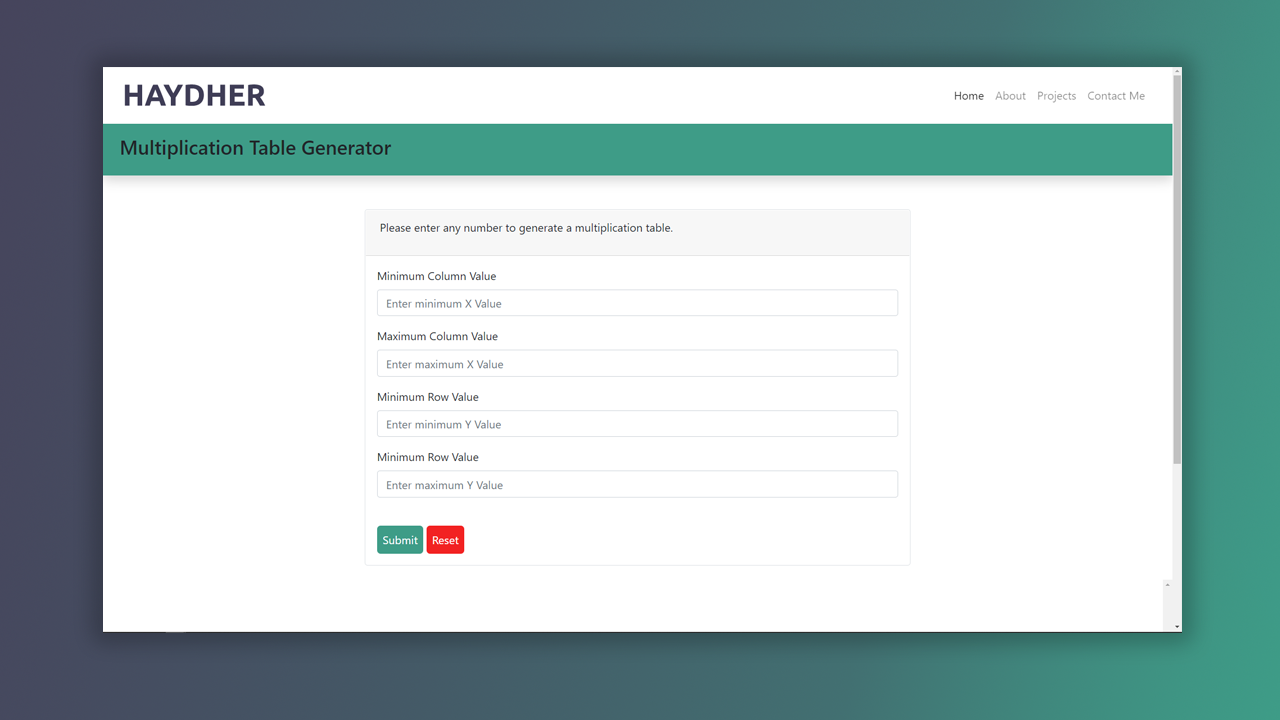 HAYDHER
Home About Projects Contact Me
Multiplication Table Generator
Please enter any number to generate a multiplication table.
Minimum Column Value
Enter minimum X Value
Maximum Column Value
Enter maximum X Value
Minimum Row Value
Enter minimum Y Value
Minimum Row Value
Enter maximum Y Value
Submit Reset